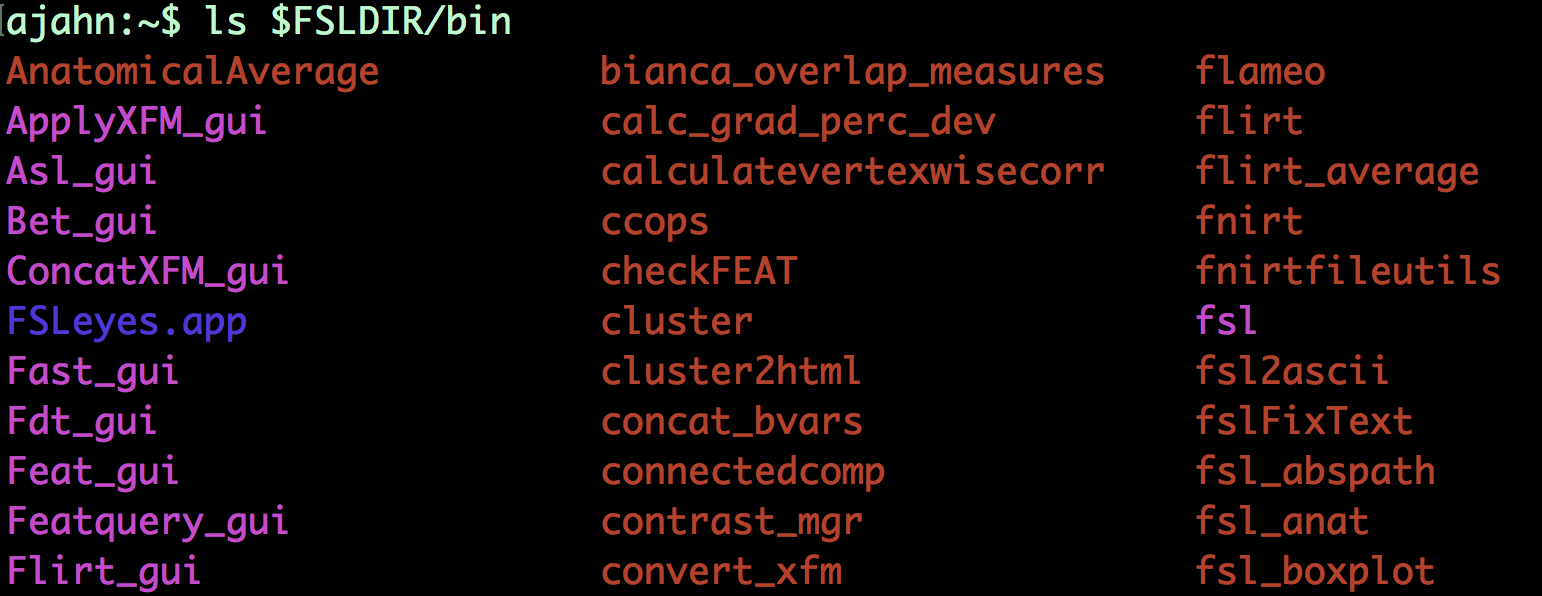 ajahn:~$ ls $FSLDIR/bin
AnatomicalAverage bianca_overlap_measures flameo
ApplyXFM_gui calc_grad_perc_dev flirt
Asl_gui calculatevertexwisecorr flirt_average
Bet_gui ccops fnirt
ConcatXFM_gui checkFEAT fnirtfileutils
FSLeyes.app cluster fsl
Fast_gui cluster2html fsl2ascii
Fdt_gui concat_bvars fslFixText
Feat_gui connectedcomp fsl_abspath
Featquery_gui contrast_mgr fsl_anat
Flirt_gui convert_xfm fsl_boxplot